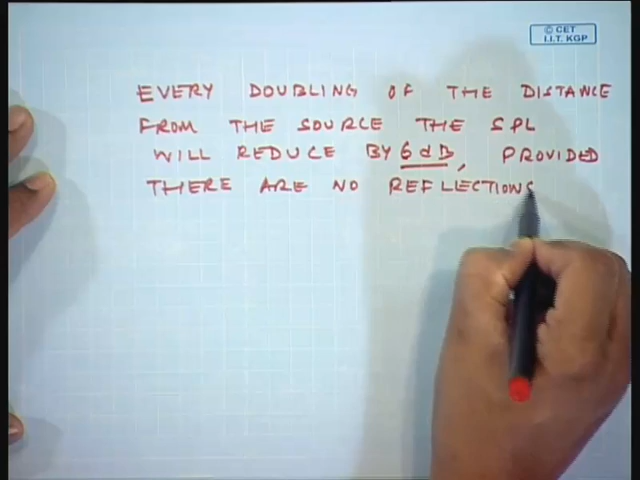 © CET
I.I.T. KGP
EVERY DOUBLING OF THE DISTANCE
FROM THE SOURCE THE SPL
WILL REDUCE BY 6 dB, PROVIDED
THERE ARE NO REFLECTIONS